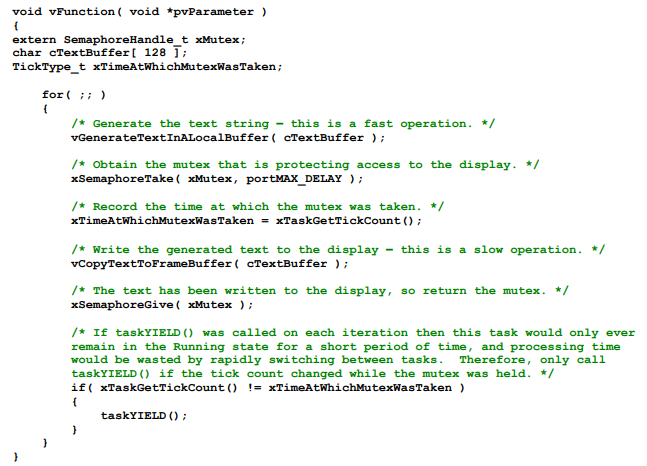 void vFunction( void *pvParameter )
{
extern SemaphoreHandle_t xMutex;
char cTextBuffer[ 128 ];
TickType_t xTimeAtWhichMutexWasTaken;
for( ;; )
{
/* Generate the text string – this is a fast operation. */
vGenerateTextInALocalBuffer( cTextBuffer );
/* Obtain the mutex that is protecting access to the display. */
xSemaphoreTake( xMutex, portMAX_DELAY );
/* Record the time at which the mutex was taken. */
xTimeAtWhichMutexWasTaken = xTaskGetTickCount();
/* Write the generated text to the display – this is a slow operation. */
vCopyTextToFrameBuffer( cTextBuffer );
/* The text has been written to the display, so return the mutex. */
xSemaphoreGive( xMutex );
/* If taskYIELD() was called on each iteration then this task would only ever
remain in the Running state for a short period of time, and processing time
would be wasted by rapidly switching between tasks.  Therefore, only call
taskYIELD() if the tick count changed while the mutex was held. */
if( xTaskGetTickCount() != xTimeAtWhichMutexWasTaken )
{
taskYIELD();
}
}
}